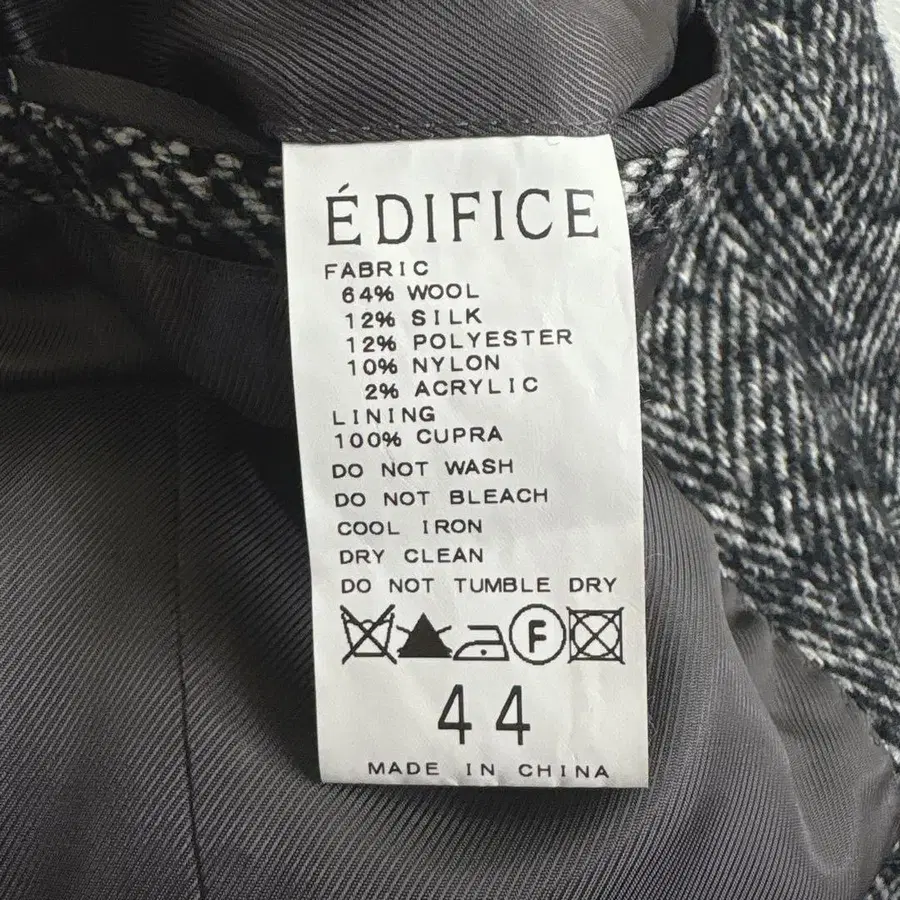 ÉDIFICE
FABRIC
64% WOOL
12% SILK
12% POLYESTER
10% NYLON
2% ACRYLIC
LINING
100% CUPRA
DO NOT WASH
DO NOT BLEACH
COOL IRON
DRY CLEAN
DO NOT TUMBLE DRY
F
44
MADE IN CHINA